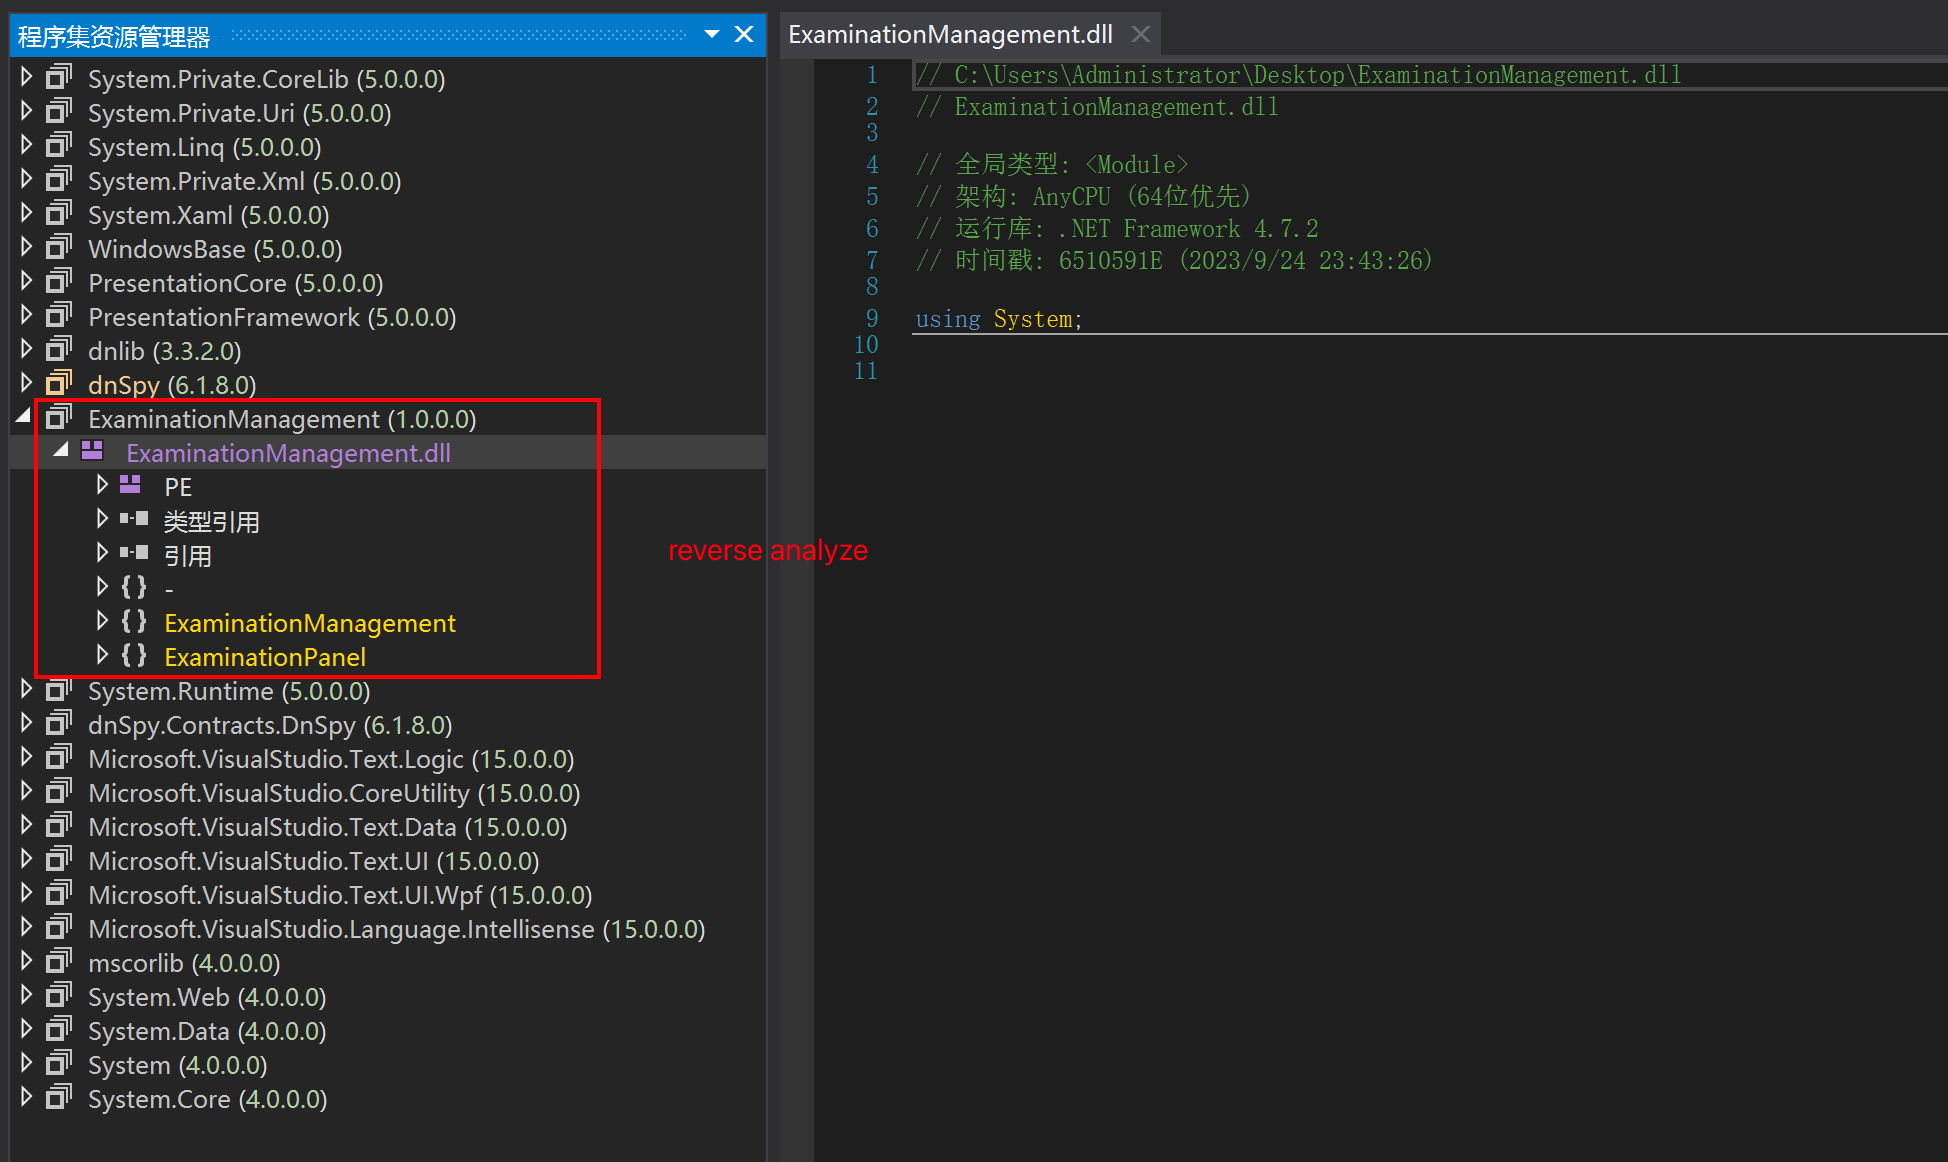 程序集资源管理器
System.Private.CoreLib (5.0.0.0)
System.Private.Uri (5.0.0.0)
System.Linq (5.0.0.0)
System.Private.Xml (5.0.0.0)
System.Xaml (5.0.0.0)
WindowsBase (5.0.0.0)
PresentationCore (5.0.0.0)
PresentationFramework (5.0.0.0)
dnlib (3.3.2.0)
dnSpy (6.1.8.0)
ExaminationManagement (1.0.0.0)
ExaminationManagement.dll
PE
类型引用
引用
{ } -
{ } ExaminationManagement
{ } ExaminationPanel
System.Runtime (5.0.0.0)
dnSpy.Contracts.DnSpy (6.1.8.0)
Microsoft.VisualStudio.Text.Logic (15.0.0.0)
Microsoft.VisualStudio.CoreUtility (15.0.0.0)
Microsoft.VisualStudio.Text.Data (15.0.0.0)
Microsoft.VisualStudio.Text.UI (15.0.0.0)
Microsoft.VisualStudio.Text.UI.Wpf (15.0.0.0)
Microsoft.VisualStudio.Language.Intellisense (15.0.0.0)
mscorlib (4.0.0.0)
System.Web (4.0.0.0)
System.Data (4.0.0.0)
System (4.0.0.0)
System.Core (4.0.0.0)
reverse analyze
ExaminationManagement.dll
1 // C:\Users\Administrator\Desktop\ExaminationManagement.dll
2 // ExaminationManagement.dll
3
4 // 全局类型: <Module>
5 // 架构: AnyCPU (64位优先)
6 // 运行库: .NET Framework 4.7.2
7 // 时间戳: 6510591E (2023/9/24 23:43:26)
8
9 using System;
10
11